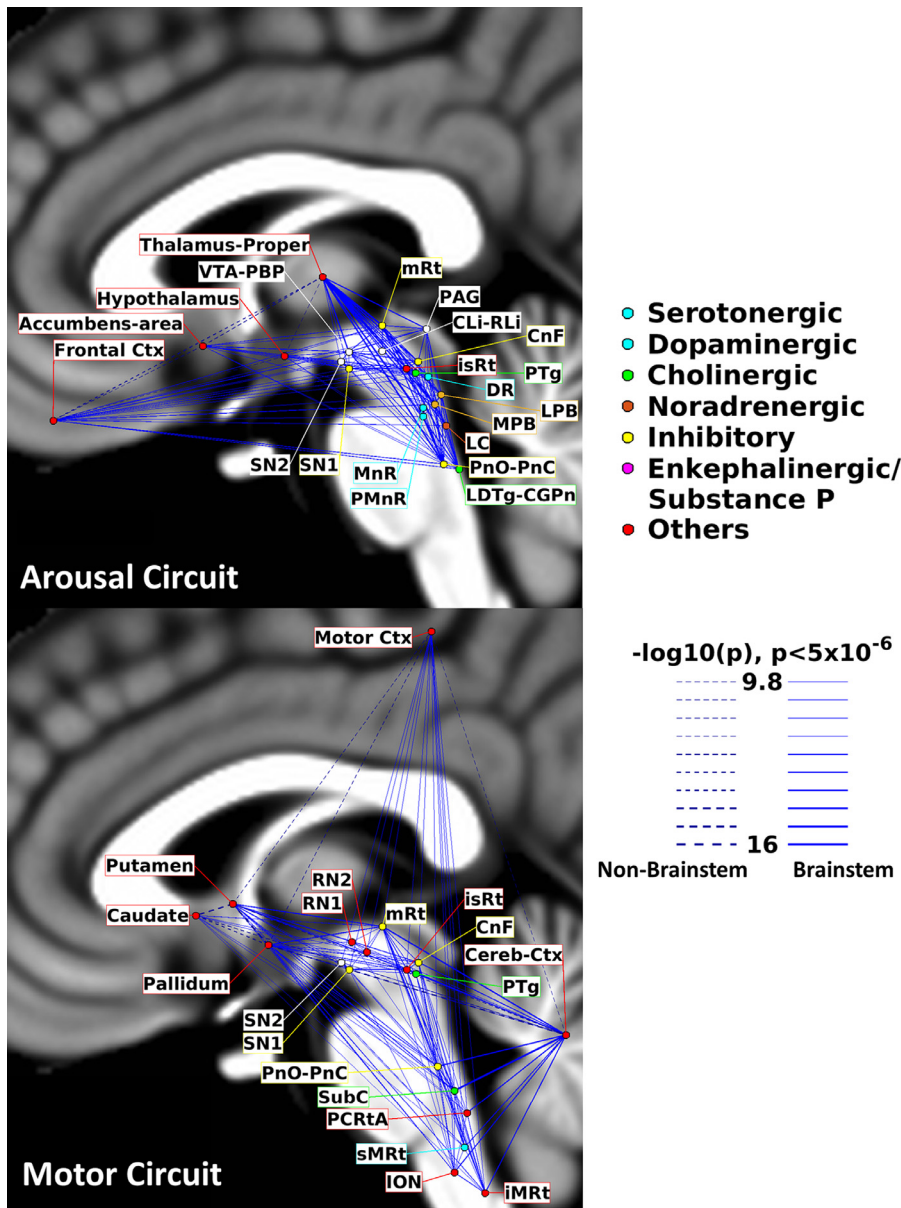 Thalamus-Proper
VTA-PBP
mRt
Hypothalamus
PAG
Accumbens-area
CLi-RLi
Frontal Ctx
CnF
isRt
PTg
DR
LPB
MPB
LC
SN2
SN1
MnR
PnO-PnC
PMnR
LDTg-CGPn
Arousal Circuit
Serotonergic
Dopaminergic
Cholinergic
Noradrenergic
Inhibitory
Enkephalinergic/
Substance P
Others
Motor Ctx
-log10(p), p<5x10-6
9.8
16
Non-Brainstem
Brainstem
Putamen
RN2
RN1
isRt
Caudate
mRt
CnF
Cereb-Ctx
Pallidum
PTg
SN2
SN1
PnO-PnC
SubC
PCRtA
sMRt
ION
iMRt
Motor Circuit